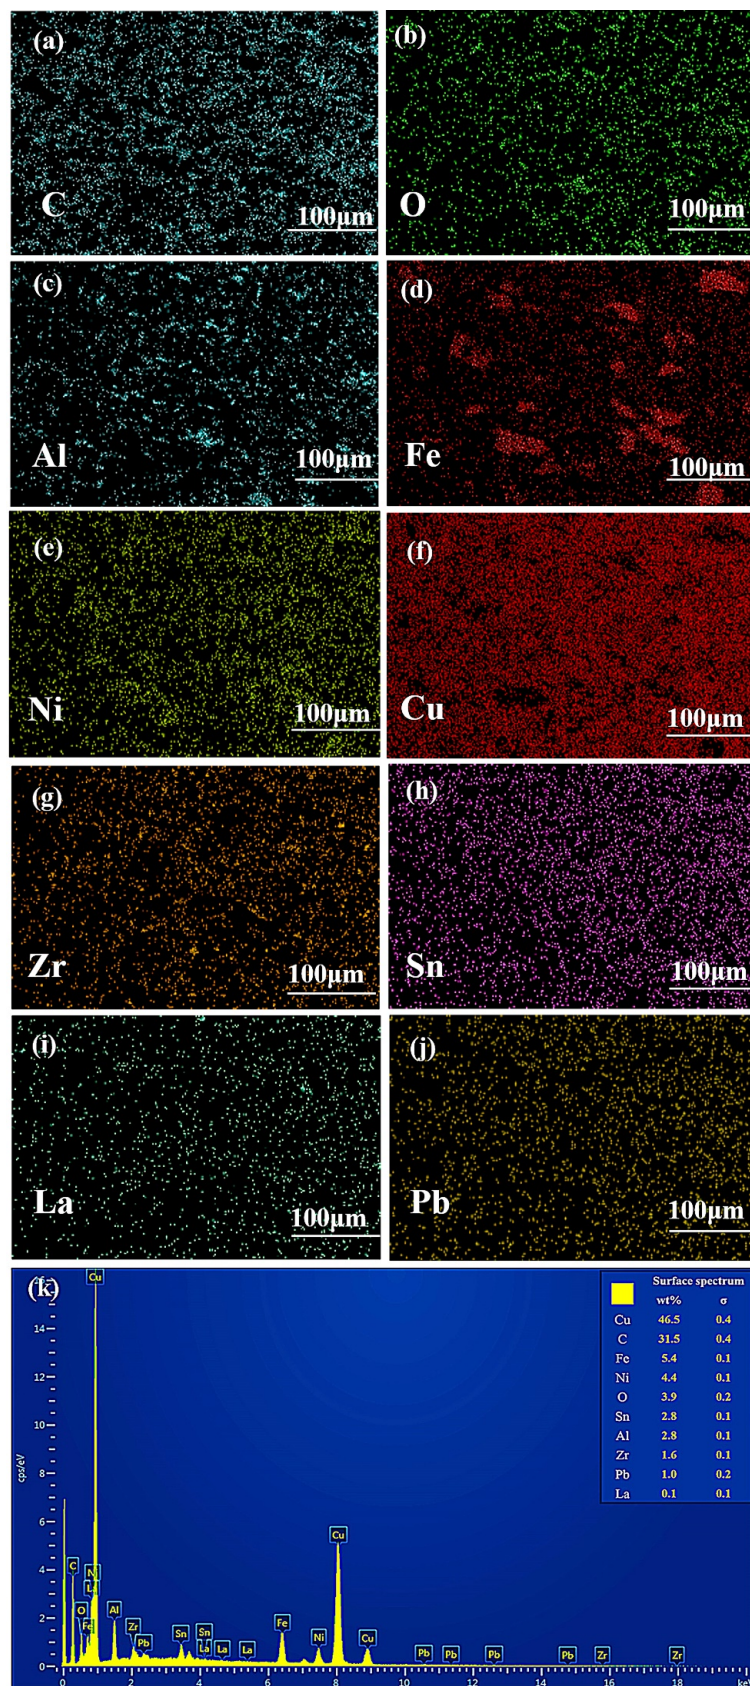 (a)
C
100μm
(b)
O
100μm
(c)
Al
100μm
(d)
Fe
100μm
(e)
Ni
100μm
(f)
Cu
100μm
(g)
Zr
100μm
(h)
Sn
100μm
(i)
La
100μm
(j)
Pb
100μm
(k)
Cu
Surface spectrum
wt% σ
Cu 46.5 0.4
C 31.5 0.4
Fe 5.4 0.1
Ni 4.4 0.1
O 3.9 0.2
Sn 2.8 0.1
Al 2.8 0.1
Zr 1.6 0.1
Pb 1.0 0.2
La 0.1 0.1
16
14
12
10
8
6
4
2
0
cps/eV
C
Ni
La
O
Fe
Al
Zr
Pb
Sn
Sn
La
La
La
Fe
Ni
Cu
Cu
Pb
Pb
Pb
Pb
Zr
Zr
0 2 4 6 8 10 12 14 16 18